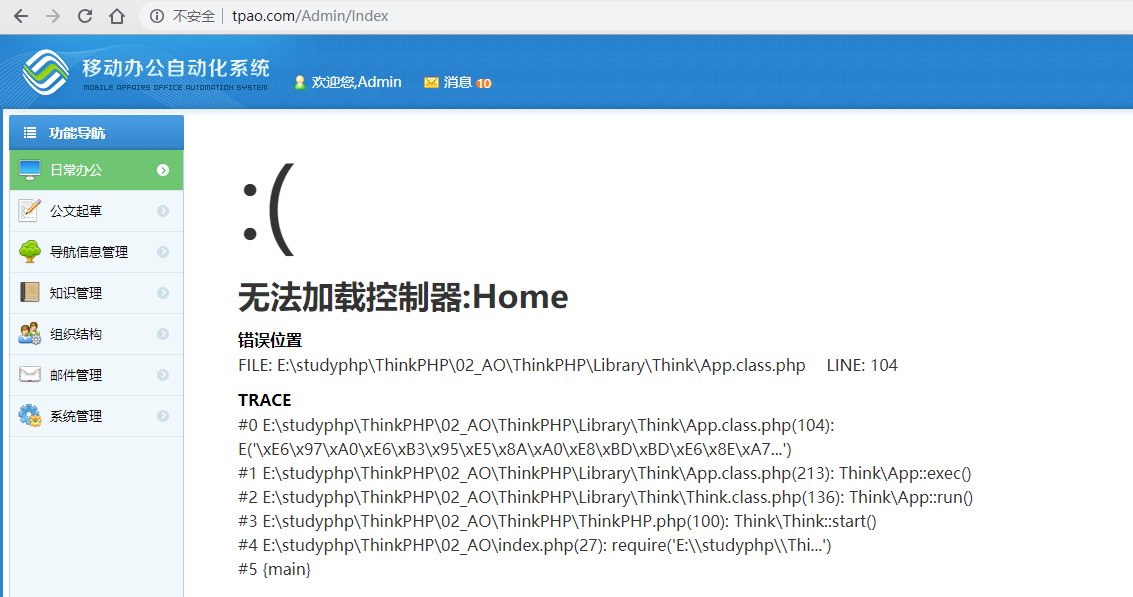 不安全 | tpao.com/Admin/Index
移动办公自动化系统
MOBILE AFFAIRS OFFICE AUTOMATION SYSTEM
欢迎您,Admin 消息 10
功能导航
日常办公
公文起草
导航信息管理
知识管理
组织结构
邮件管理
系统管理
:(
无法加载控制器:Home
错误位置
FILE: E:\studyphp\ThinkPHP\02_AO\ThinkPHP\Library\Think\App.class.php LINE: 104
TRACE
#0 E:\studyphp\ThinkPHP\02_AO\ThinkPHP\Library\Think\App.class.php(104):
E('\xE6\x97\xA0\xE6\xB3\x95\xE5\x8A\xA0\xE8\xBD\xBD\xE6\x8E\xA7...')
#1 E:\studyphp\ThinkPHP\02_AO\ThinkPHP\Library\Think\App.class.php(213): Think\App::exec()
#2 E:\studyphp\ThinkPHP\02_AO\ThinkPHP\Library\Think\Think.class.php(136): Think\App::run()
#3 E:\studyphp\ThinkPHP\02_AO\ThinkPHP\ThinkPHP.php(100): Think\Think::start()
#4 E:\studyphp\ThinkPHP\02_AO\index.php(27): require('E:\\studyphp\\Thi...')
#5 {main}